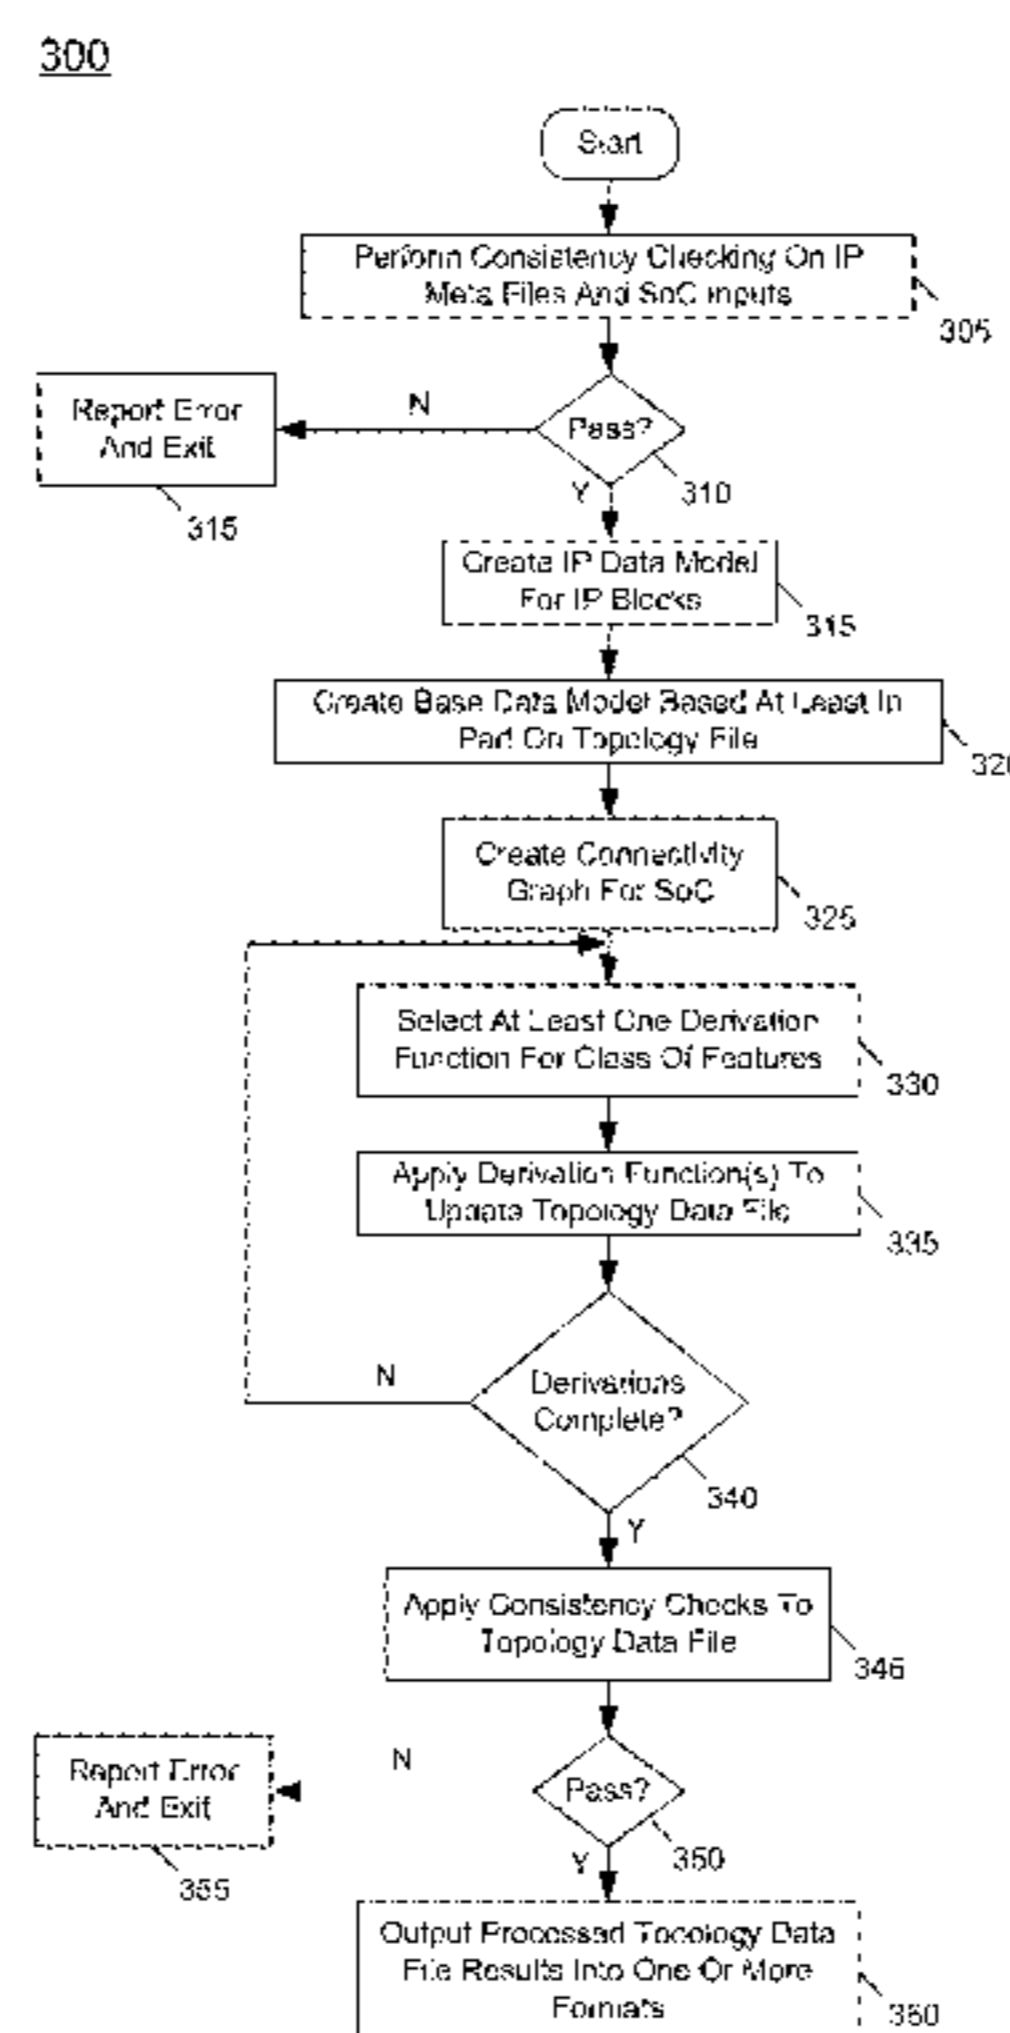 300
Start
Perform Consistency Checking On IP
Meta Files And SoC inputs
305
Pass?
N
310
Y
Report Error
And Exit
315
Create IP Data Model
For IP Blocks
315
Create Base Data Model Based At Least In
Part On Topology File
320
Create Connectivity
Graph For SoC
325
Select At Least One Derivation
Function For Class Of Features
330
Apply Derivation Function(s) To
Update Topology Data File
335
Derivations
Complete?
N
340
Y
Apply Consistency Checks To
Topology Data File
345
Pass?
N
350
Y
Report Error
And Exit
355
Output Processed Topology Data
File Results Into One Or More
Formats
360